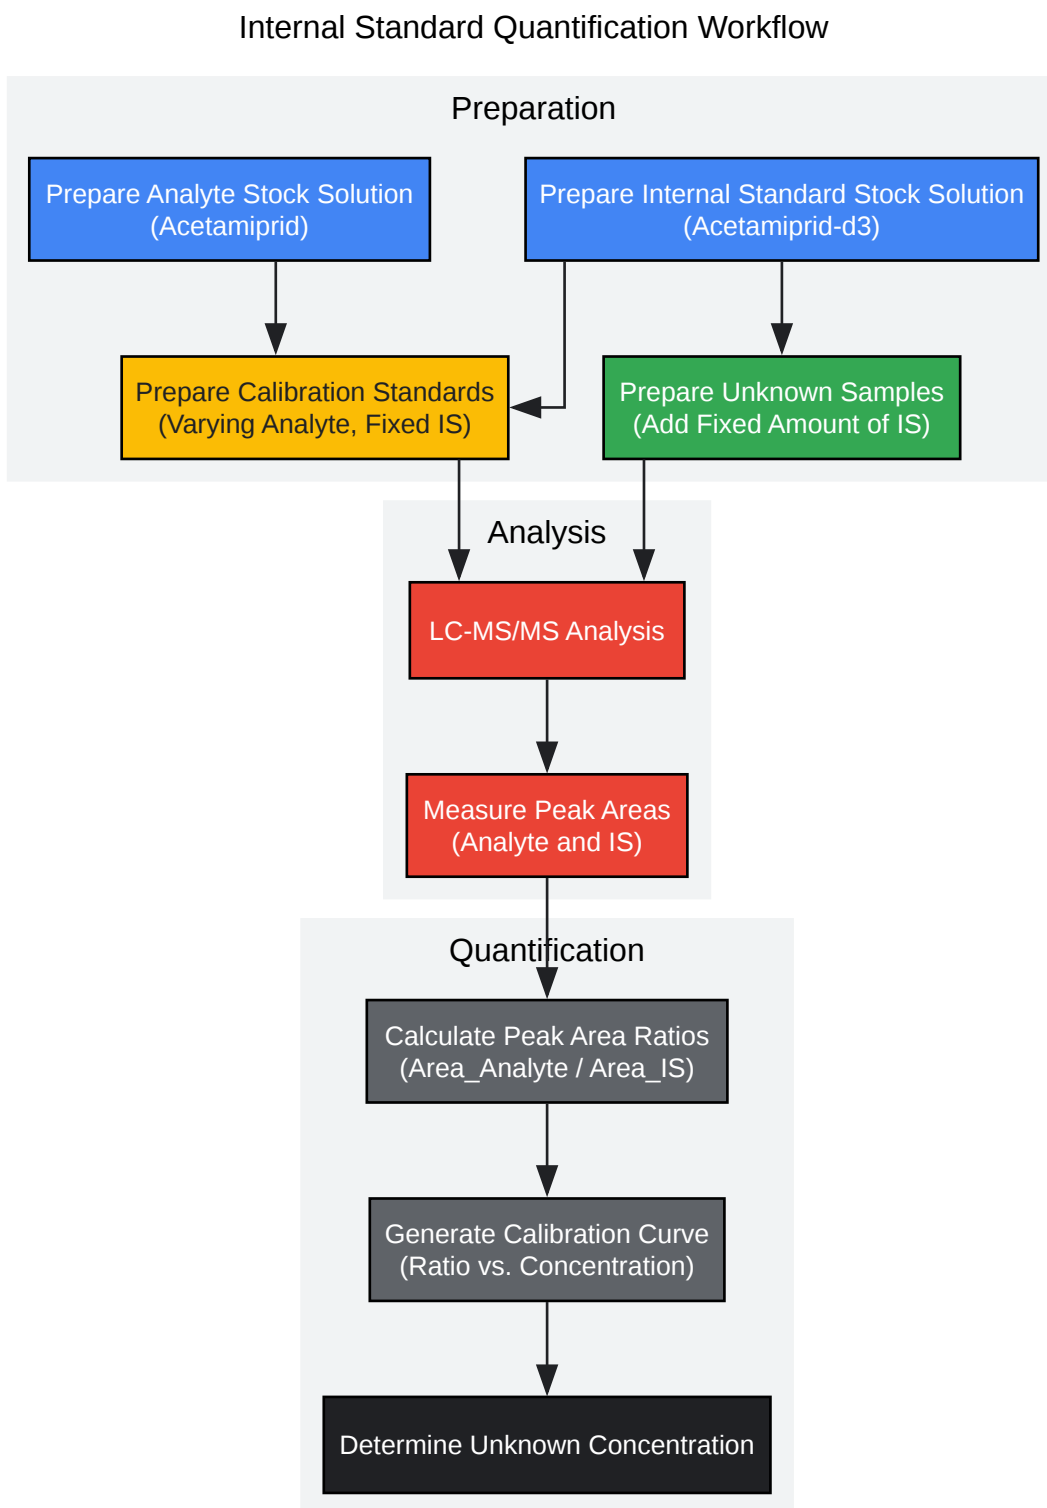 Internal Standard Quantification Workflow
Preparation
Prepare Analyte Stock Solution
(Acetamiprid)
Prepare Internal Standard Stock Solution
(Acetamiprid-d3)
Prepare Calibration Standards
(Varying Analyte, Fixed IS)
Prepare Unknown Samples
(Add Fixed Amount of IS)
Analysis
LC-MS/MS Analysis
Measure Peak Areas
(Analyte and IS)
Quantification
Calculate Peak Area Ratios
(Area_Analyte / Area_IS)
Generate Calibration Curve
(Ratio vs. Concentration)
Determine Unknown Concentration